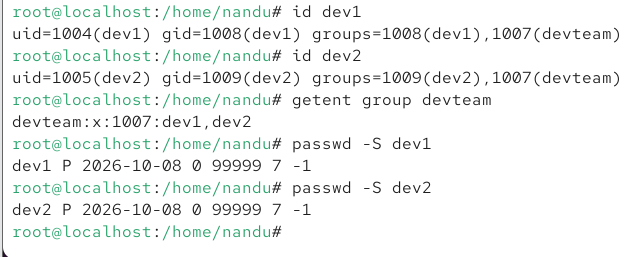 root@localhost:/home/nandu# id dev1
uid=1004(dev1) gid=1008(dev1) groups=1008(dev1),1007(devteam)
root@localhost:/home/nandu# id dev2
uid=1005(dev2) gid=1009(dev2) groups=1009(dev2),1007(devteam)
root@localhost:/home/nandu# getent group devteam
devteam:x:1007:dev1,dev2
root@localhost:/home/nandu# passwd -S dev1
dev1 P 2026-10-08 0 99999 7 -1
root@localhost:/home/nandu# passwd -S dev2
dev2 P 2026-10-08 0 99999 7 -1
root@localhost:/home/nandu#